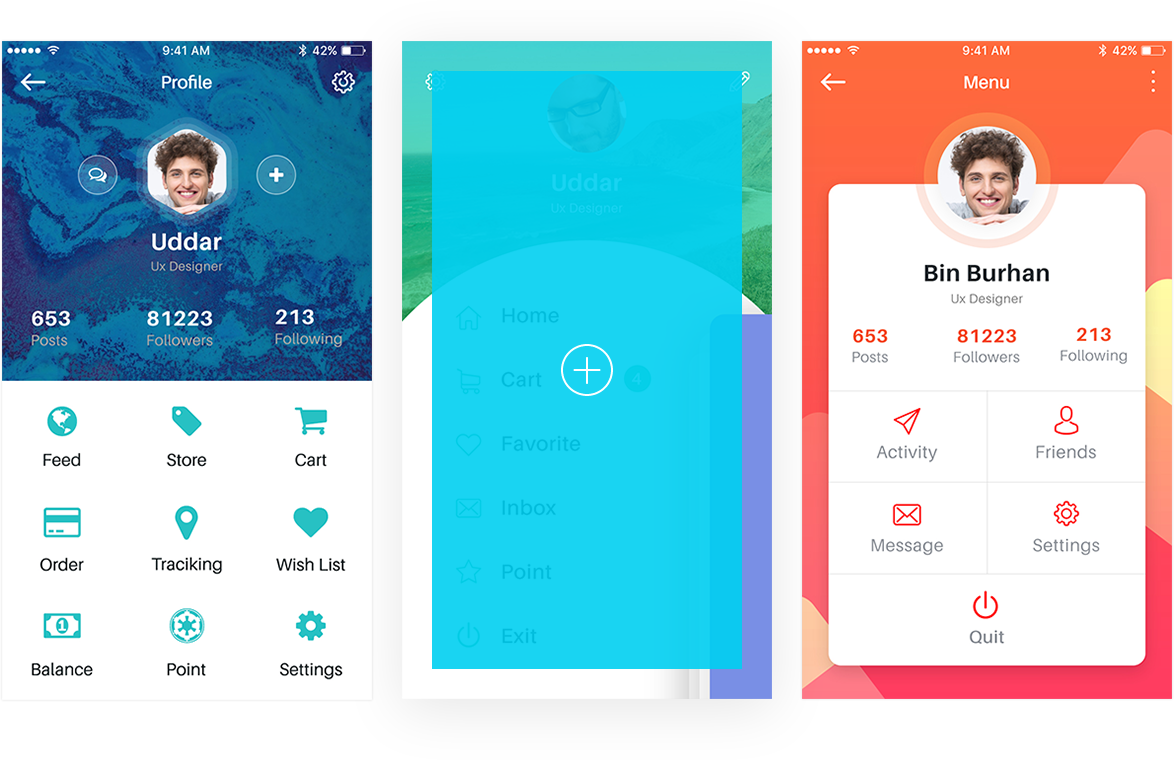 9:41 AM
42%
Profile
Uddar
Ux Designer
653
81223
213
Posts
Followers
Following
Feed
Store
Cart
Order
Traciking
Wish List
1
Balance
Point
Settings
Uddar
Ux Designer
Home
Cart
4
Favorite
Inbox
Point
Exit
9:41 AM
42%
Menu
Bin Burhan
Ux Designer
653
81223
213
Posts
Followers
Following
Activity
Friends
Message
Settings
Quit